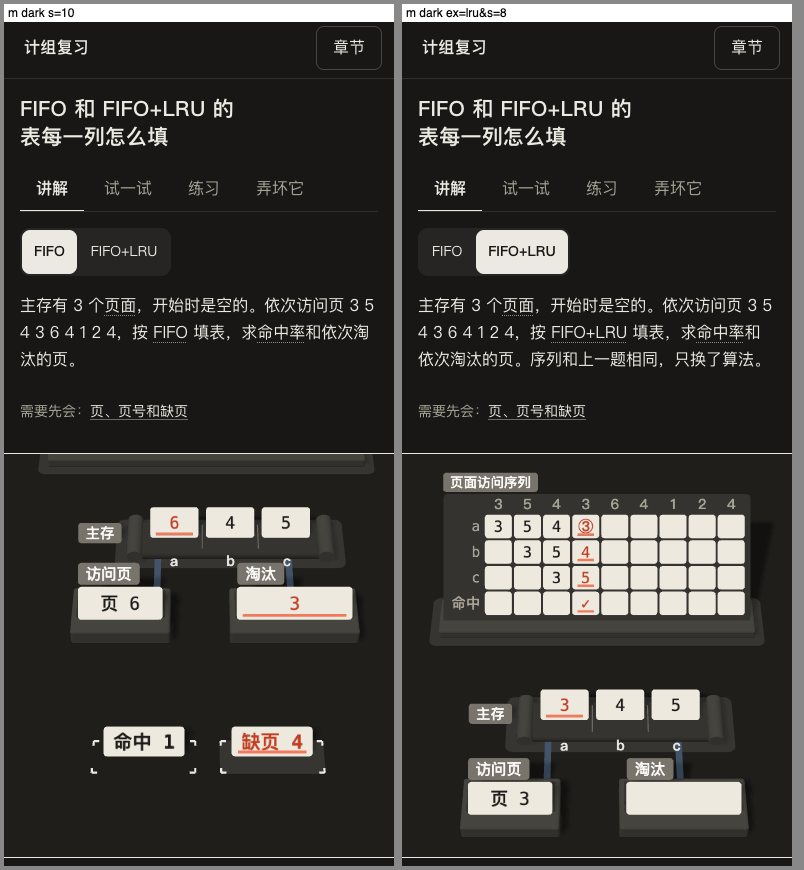 m dark s=10
计组复习
章节
FIFO 和 FIFO+LRU 的
表每一列怎么填
讲解 试一试 练习 弄坏它
FIFO FIFO+LRU
主存有 3 个页面，开始时是空的。依次访问页 3 5
4 3 6 4 1 2 4，按 FIFO 填表，求命中率和依次淘
汰的页。
需要先会：页、页号和缺页
主存 6 4 5
a b c
访问页 淘汰
页 6 3
命中 1 缺页 4
m dark ex=lru&s=8
计组复习
章节
FIFO 和 FIFO+LRU 的
表每一列怎么填
讲解 试一试 练习 弄坏它
FIFO FIFO+LRU
主存有 3 个页面，开始时是空的。依次访问页 3 5
4 3 6 4 1 2 4，按 FIFO+LRU 填表，求命中率和
依次淘汰的页。序列和上一题相同，只换了算法。
需要先会：页、页号和缺页
页面访问序列
3 5 4 3 6 4 1 2 4
a 3 5 4 ③
b 3 5 4
c 3 5
命中 ✓
主存 3 4 5
a b c
访问页 淘汰
页 3